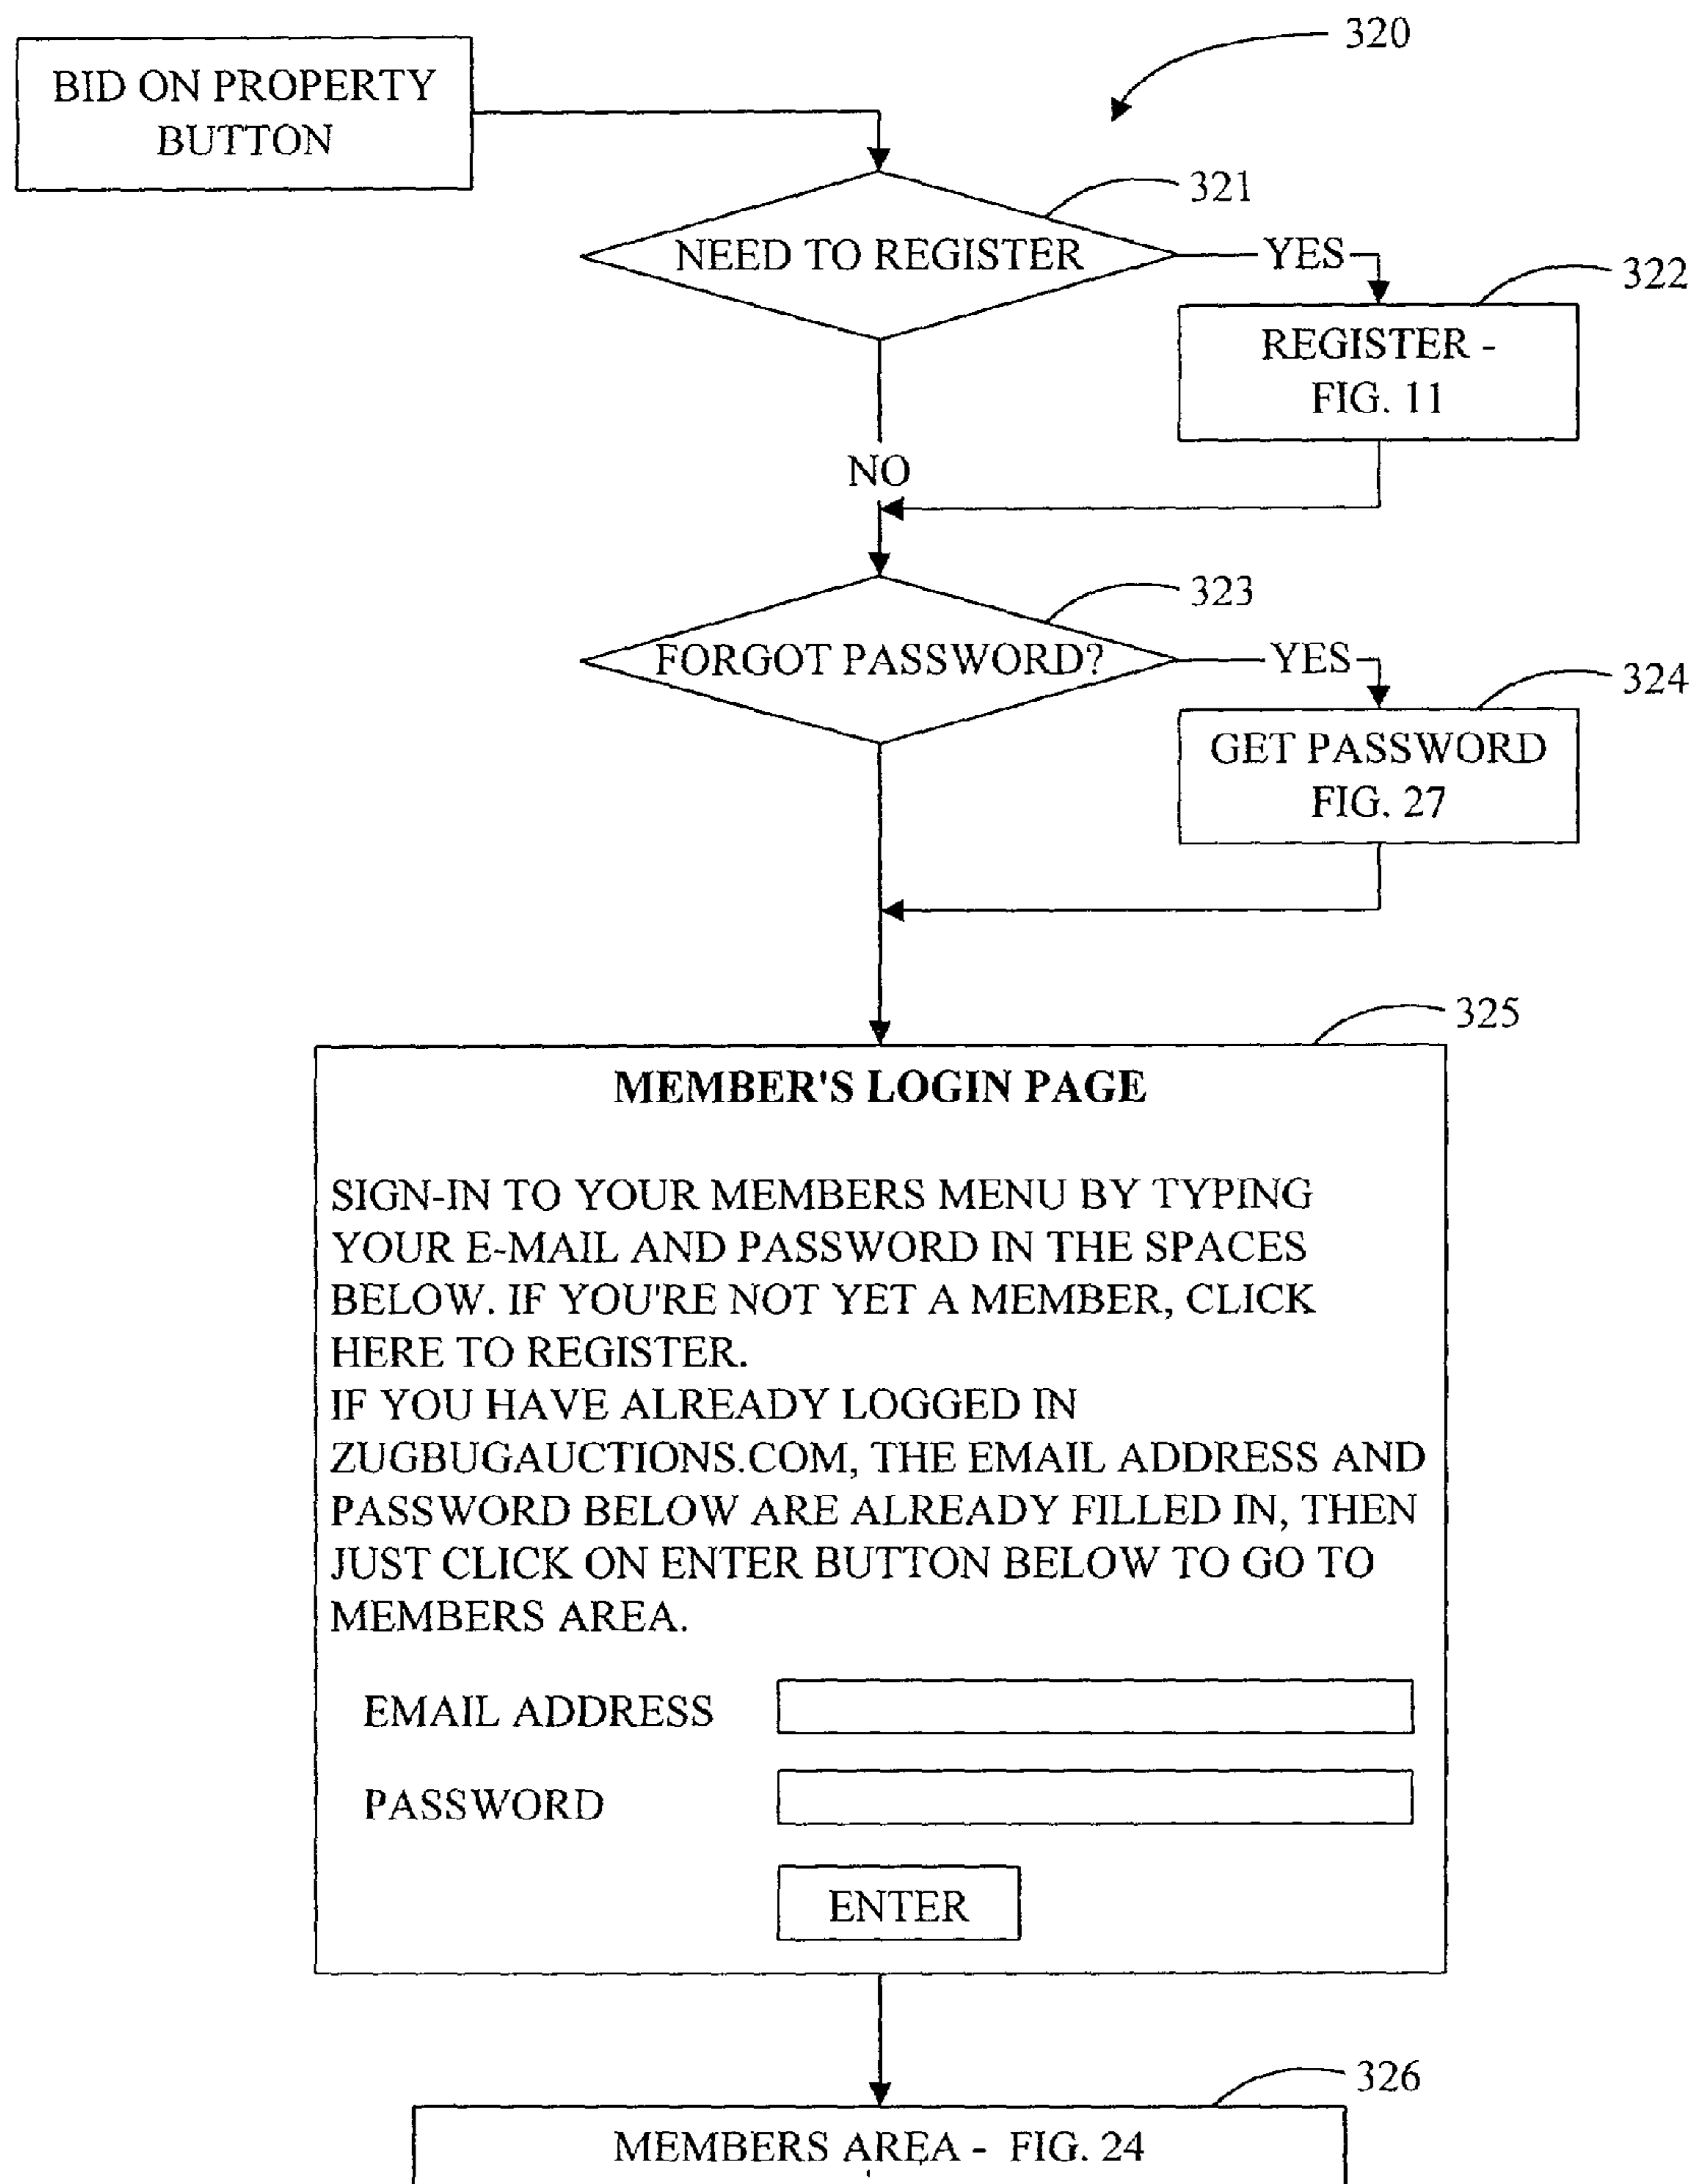 320
BID ON PROPERTY
BUTTON
321
NEED TO REGISTER
YES
322
REGISTER -
FIG. 11
NO
323
FORGOT PASSWORD?
YES
324
GET PASSWORD
FIG. 27
325
MEMBER'S LOGIN PAGE
SIGN-IN TO YOUR MEMBERS MENU BY TYPING
YOUR E-MAIL AND PASSWORD IN THE SPACES
BELOW. IF YOU'RE NOT YET A MEMBER, CLICK
HERE TO REGISTER.
IF YOU HAVE ALREADY LOGGED IN
ZUGBUGAUCTIONS.COM, THE EMAIL ADDRESS AND
PASSWORD BELOW ARE ALREADY FILLED IN, THEN
JUST CLICK ON ENTER BUTTON BELOW TO GO TO
MEMBERS AREA.
EMAIL ADDRESS
PASSWORD
ENTER
326
MEMBERS AREA - FIG. 24